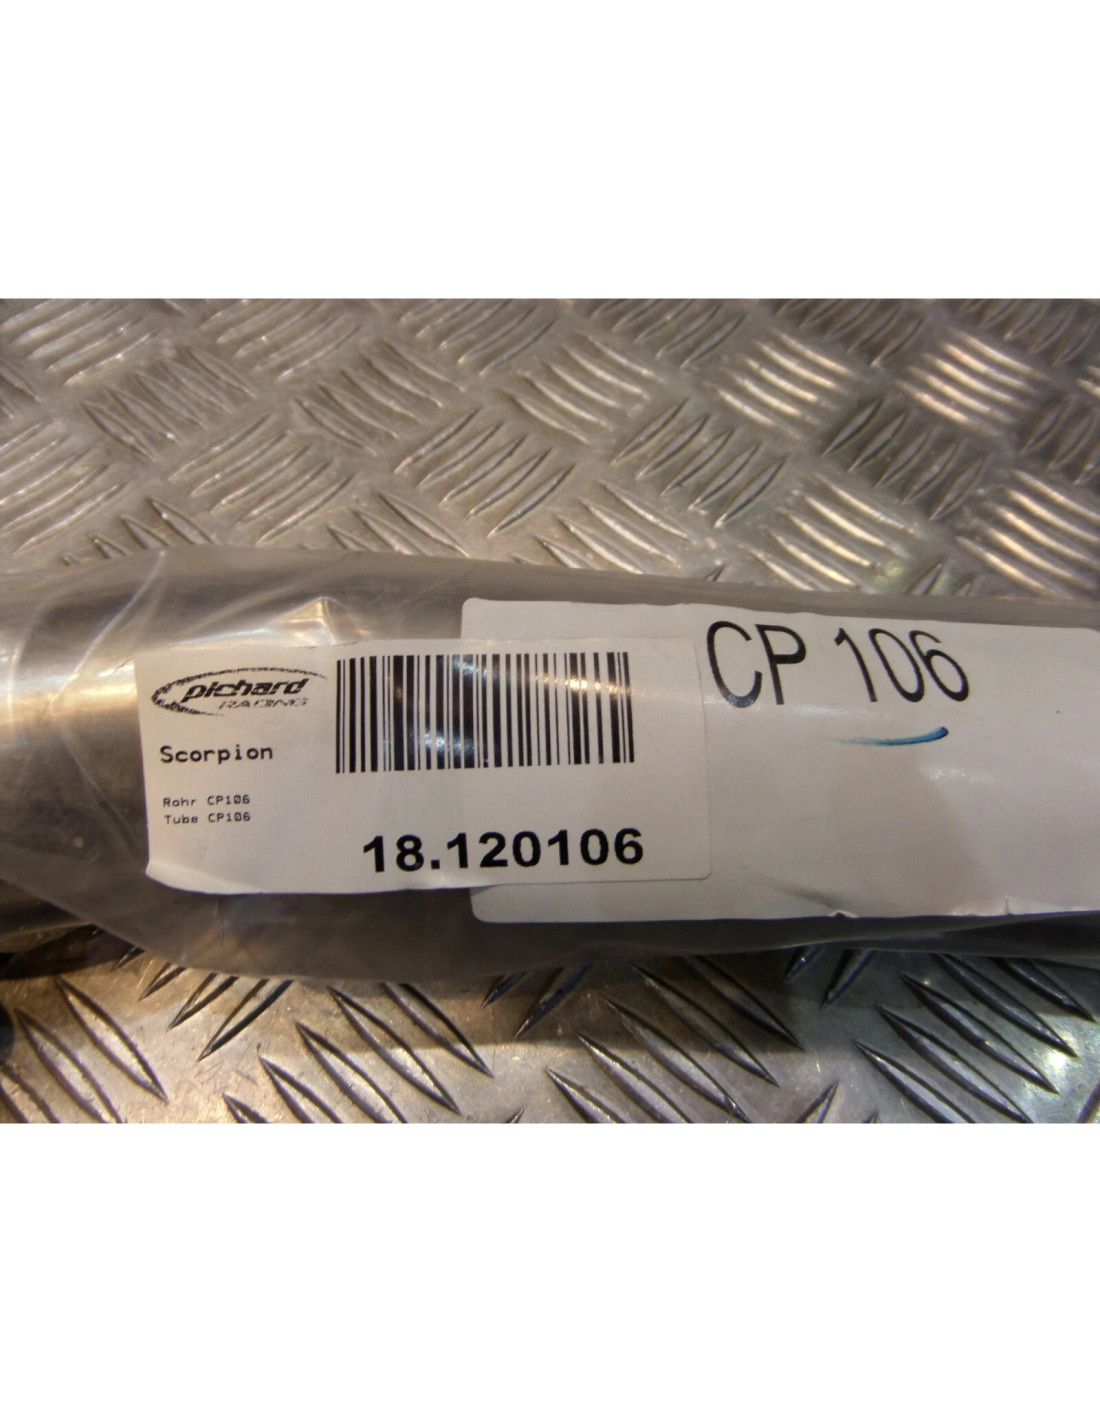 pichard
RACING
Scorpion
Rohr CP106
Tube CP106
18.120106
CP 106